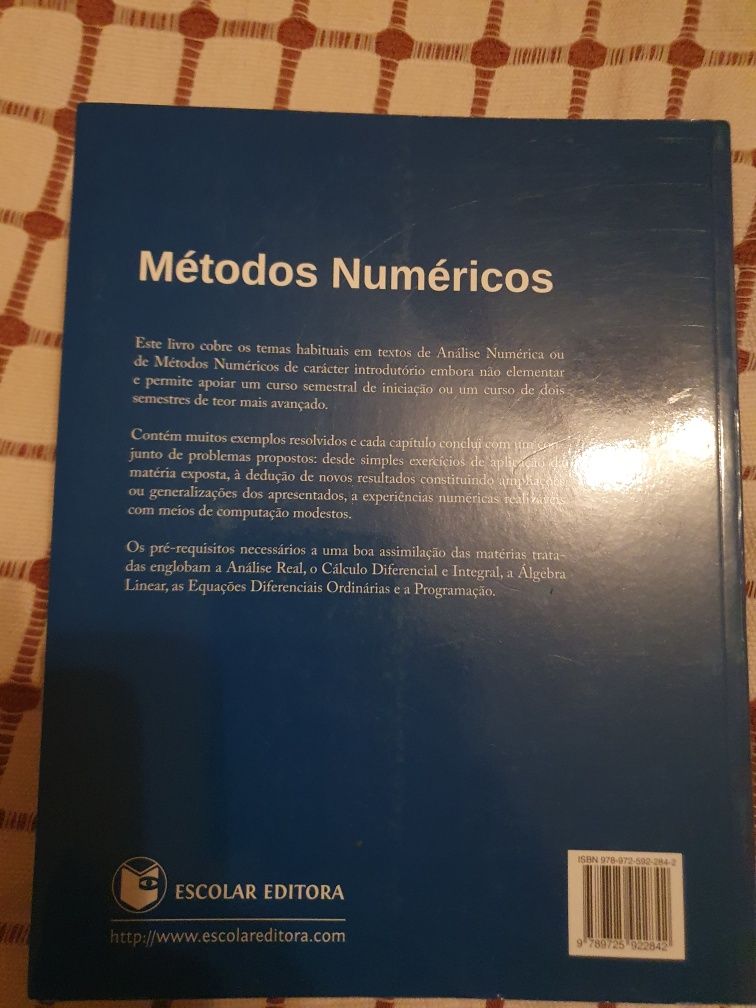 Métodos Numéricos
Este livro cobre os temas habituais em textos de Análise Numérica ou
de Métodos Numéricos de carácter introdutório embora não elementar
e permite apoiar um curso semestral de iniciação ou um curso de dois
semestres de teor mais avançado.
Contém muitos exemplos resolvidos e cada capítulo conclui com um con-
junto de problemas propostos: desde simples exercícios de aplicação da
matéria exposta, à dedução de novos resultados constituindo ampliações
ou generalizações dos apresentados, a experiências numéricas realizáveis
com meios de computação modestos.
Os pré-requisitos necessários a uma boa assimilação das matérias trata-
das englobam a Análise Real, o Cálculo Diferencial e Integral, a Álgebra
Linear, as Equações Diferenciais Ordinárias e a Programação.
ISBN 978-972-592-284-2
ESCOLAR EDITORA
http://www.escolareditora.com
9 789725 922842